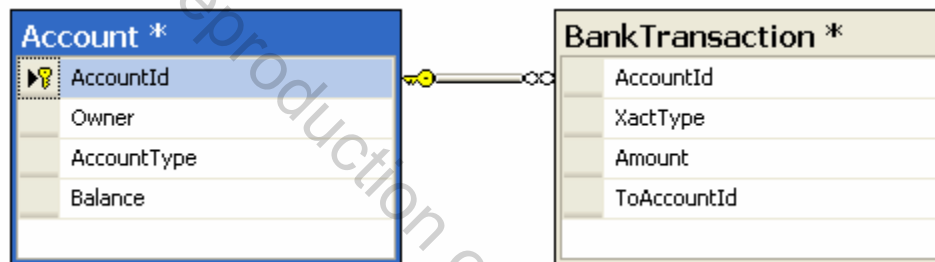 Account *
AccountId
Owner
AccountType
Balance
BankTransaction *
AccountId
XactType
Amount
ToAccountId